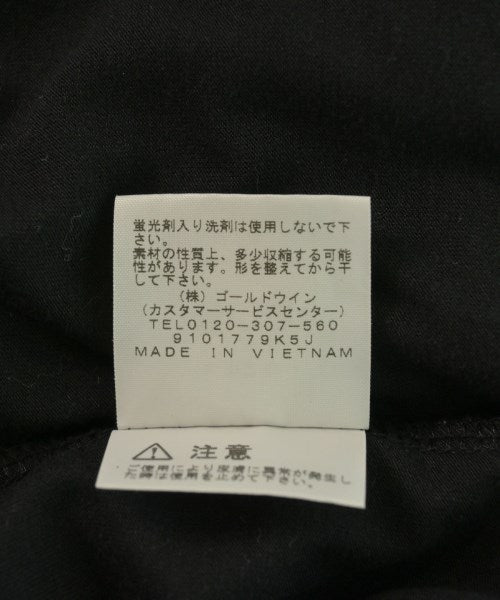 蛍光剤入り洗剤は使用しないで下
さい。
素材の性質上、多少収縮する可能
性があります。形を整えてから干
して下さい。
(株)ゴールドウイン
(カスタマーサービスセンター)
TEL0120-307-560
9101779K5J
MADE IN VIETNAM
注意